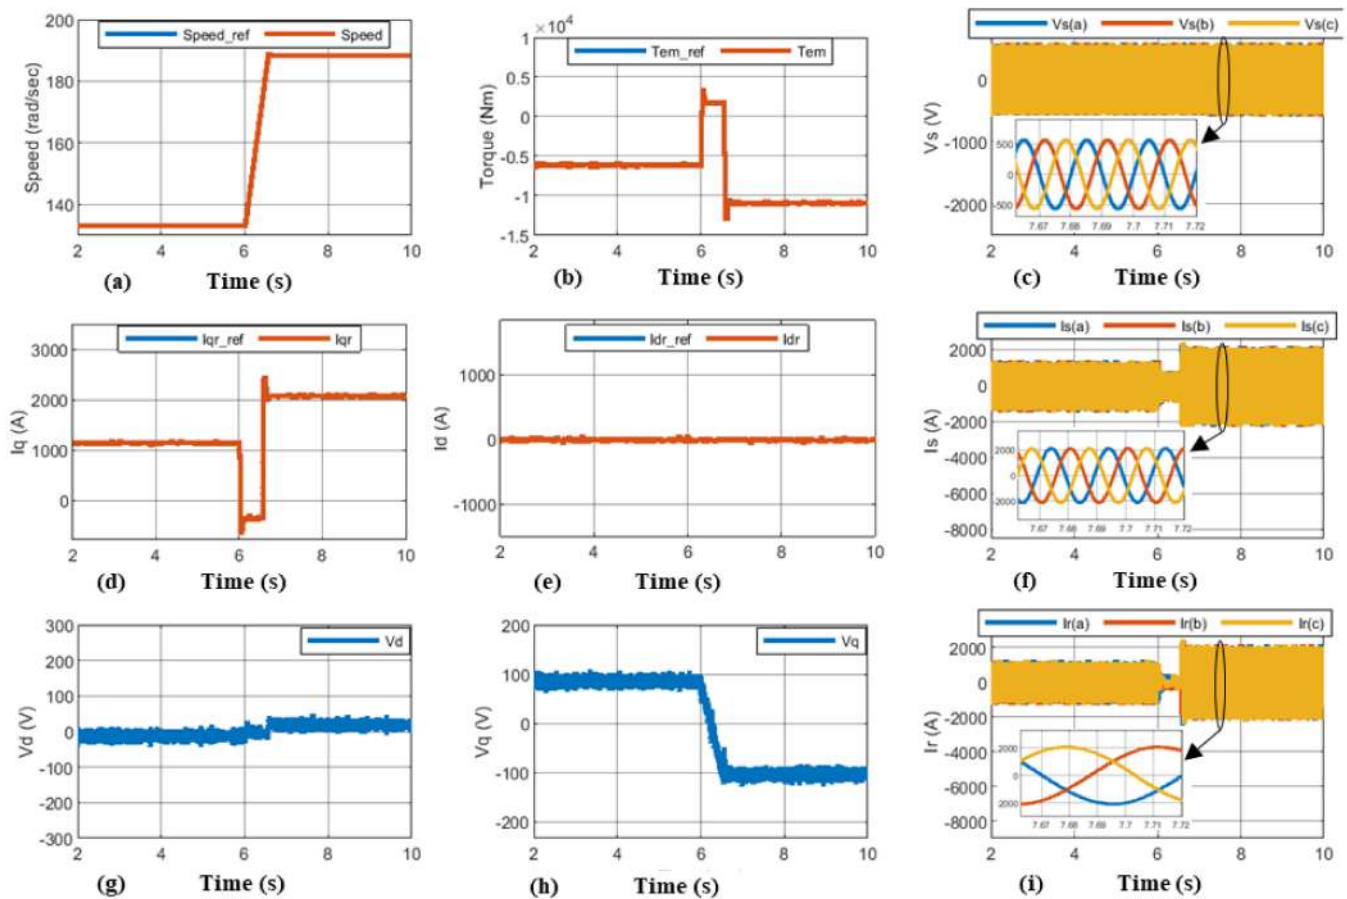 Speed_ref Speed
200
180
160
140
Speed (rad/sec)
2 4 6 8 10
(a) Time (s)
×10^4
Tem_ref Tem
1
0.5
0
-0.5
-1
-1.5
Torque (Nm)
2 4 6 8 10
(b) Time (s)
Vs(a) Vs(b) Vs(c)
0
-1000
-2000
Vs (V)
500
0
-500
7.67 7.68 7.69 7.7 7.71 7.72
2 4 6 8 10
(c) Time (s)
Iqr_ref Iqr
3000
2000
1000
0
Iq (A)
2 4 6 8 10
(d) Time (s)
Idr_ref Idr
1000
0
-1000
Id (A)
2 4 6 8 10
(e) Time (s)
Is(a) Is(b) Is(c)
2000
0
-2000
-4000
-6000
-8000
Is (A)
2000
0
-2000
7.67 7.68 7.69 7.7 7.71 7.72
2 4 6 8 10
(f) Time (s)
Vd
300
200
100
0
-100
-200
-300
Vd (V)
2 4 6 8 10
(g) Time (s)
Vq
200
100
0
-100
-200
Vq (V)
2 4 6 8 10
(h) Time (s)
Ir(a) Ir(b) Ir(c)
2000
0
-2000
-4000
-6000
-8000
Ir (A)
2000
0
2000
7.67 7.68 7.69 7.7 7.71 7.72
2 4 6 8 10
(i) Time (s)